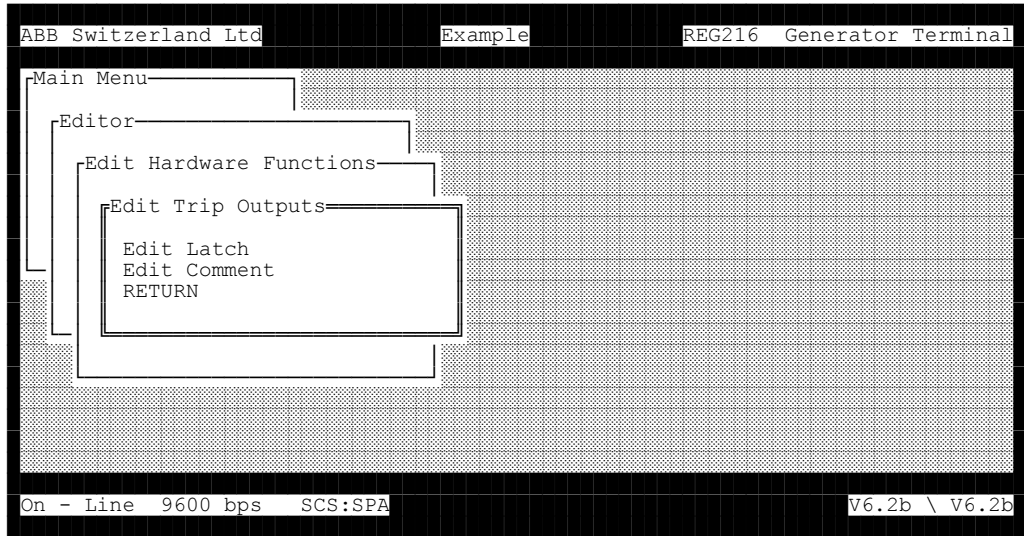 ABB Switzerland Ltd Example REG216 Generator Terminal
Main Menu
Editor
Edit Hardware Functions
Edit Trip Outputs
Edit Latch
Edit Comment
RETURN
On - Line 9600 bps SCS:SPA V6.2b \ V6.2b